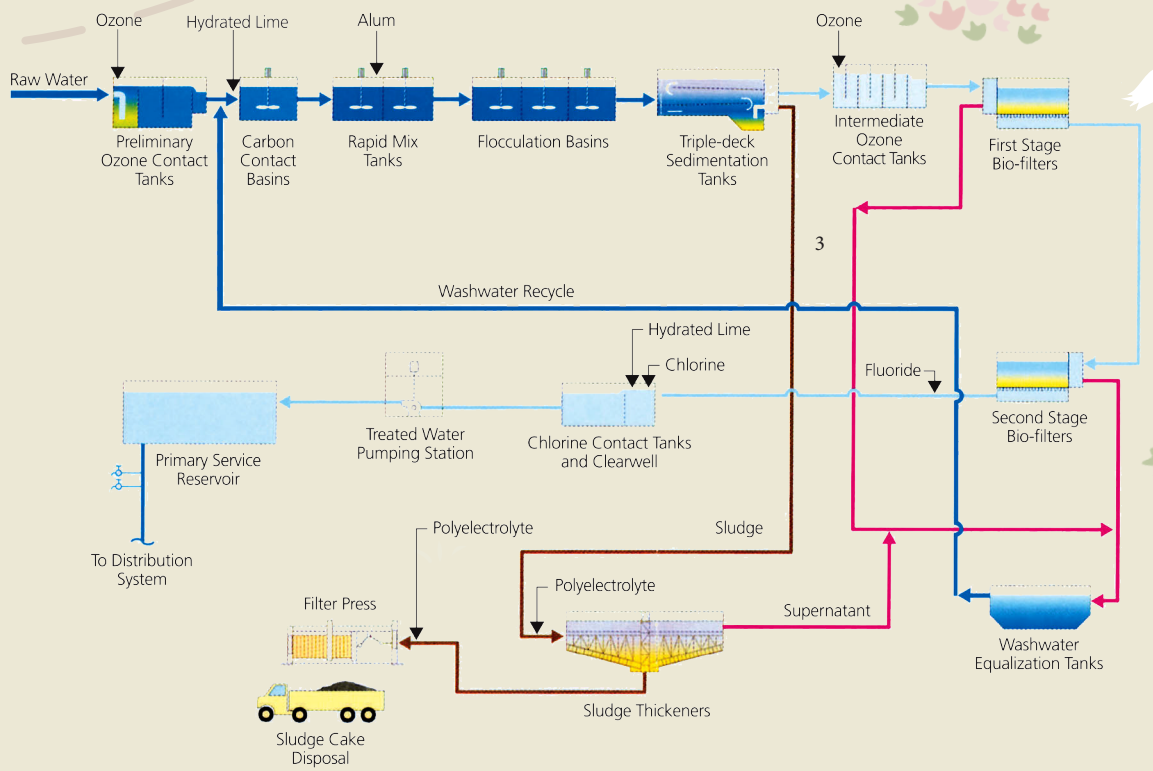 Ozone
Hydrated Lime
Alum
Ozone
Raw Water
Preliminary
Ozone Contact
Tanks
Carbon
Contact
Basins
Rapid Mix
Tanks
Flocculation Basins
Triple-deck
Sedimentation
Tanks
Intermediate
Ozone
Contact Tanks
First Stage
Bio-filters
3
Washwater Recycle
Hydrated Lime
Chlorine
Fluoride
Second Stage
Bio-filters
Chlorine Contact Tanks
and Clearwell
Treated Water
Pumping Station
Primary Service
Reservoir
To Distribution
System
Polyelectrolyte
Sludge
Polyelectrolyte
Filter Press
Supernatant
Washwater
Equalization Tanks
Sludge Thickeners
Sludge Cake
Disposal